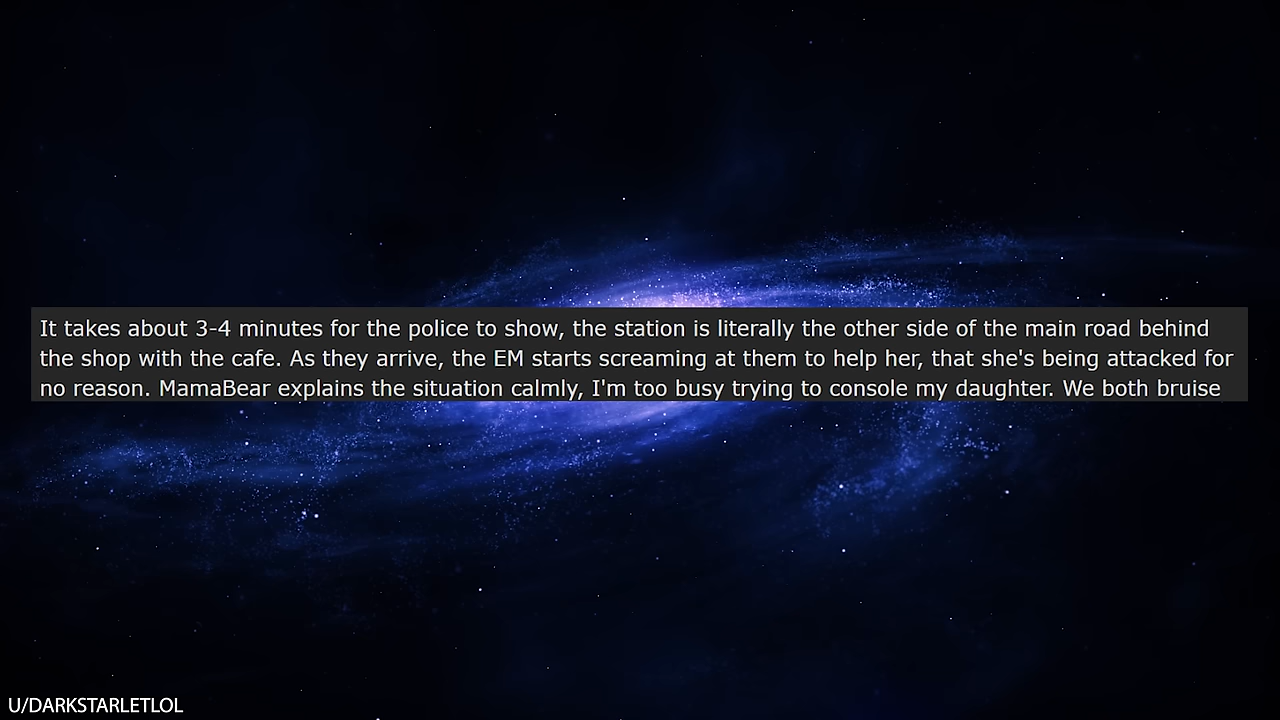 It takes about 3-4 minutes for the police to show, the station is literally the other side of the main road behind
the shop with the cafe. As they arrive, the EM starts screaming at them to help her, that she's being attacked for
no reason. MamaBear explains the situation calmly, I'm too busy trying to console my daughter. We both bruise
U/DARKSTARLETLOL